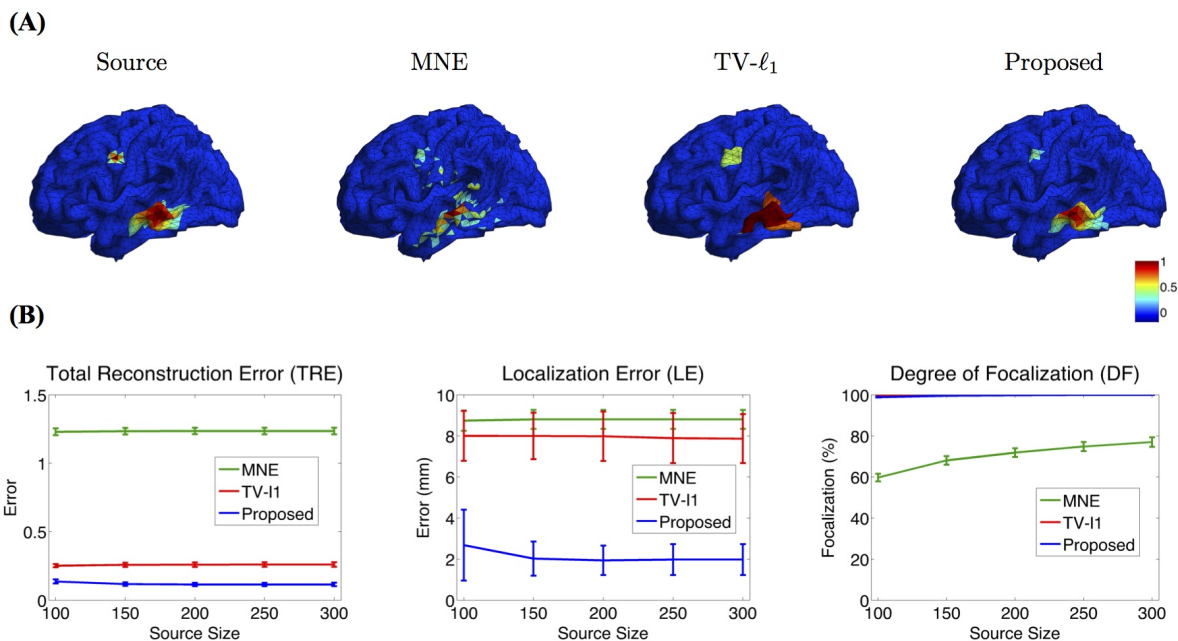 (A)
Source MNE TV-ℓ1 Proposed
1
0.5
0
(B)
Total Reconstruction Error (TRE)
1.5
1
0.5
0
Error
MNE
TV-l1
Proposed
100 150 200 250 300
Source Size
Localization Error (LE)
10
8
6
4
2
0
Error (mm)
MNE
TV-l1
Proposed
100 150 200 250 300
Source Size
Degree of Focalization (DF)
100
80
60
40
20
0
Focalization (%)
MNE
TV-l1
Proposed
100 150 200 250 300
Source Size